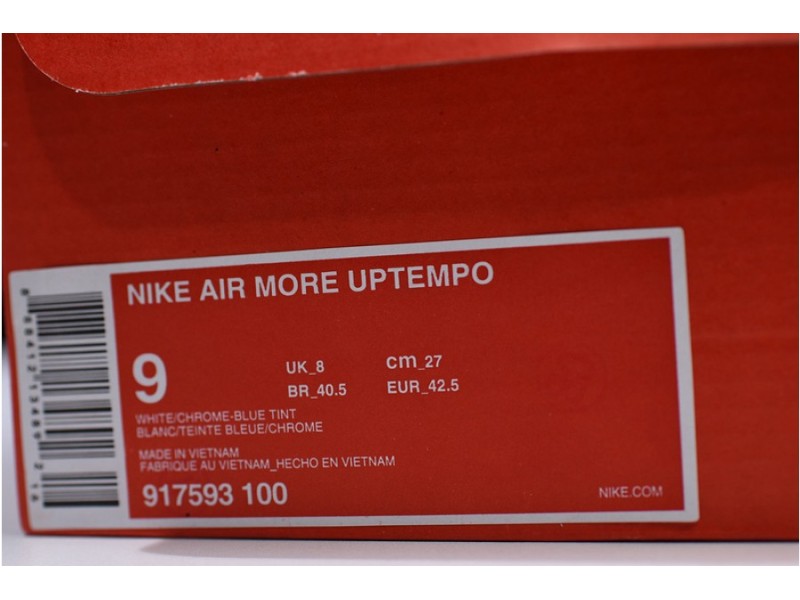 NIKE AIR MORE UPTEMPO
9
UK_8
cm_27
BR_40.5
EUR_42.5
WHITE/CHROME-BLUE TINT
BLANC/TEINTE BLEUE/CHROME
MADE IN VIETNAM
FABRIQUE AU VIETNAM_HECHO EN VIETNAM
917593 100
NIKE.COM